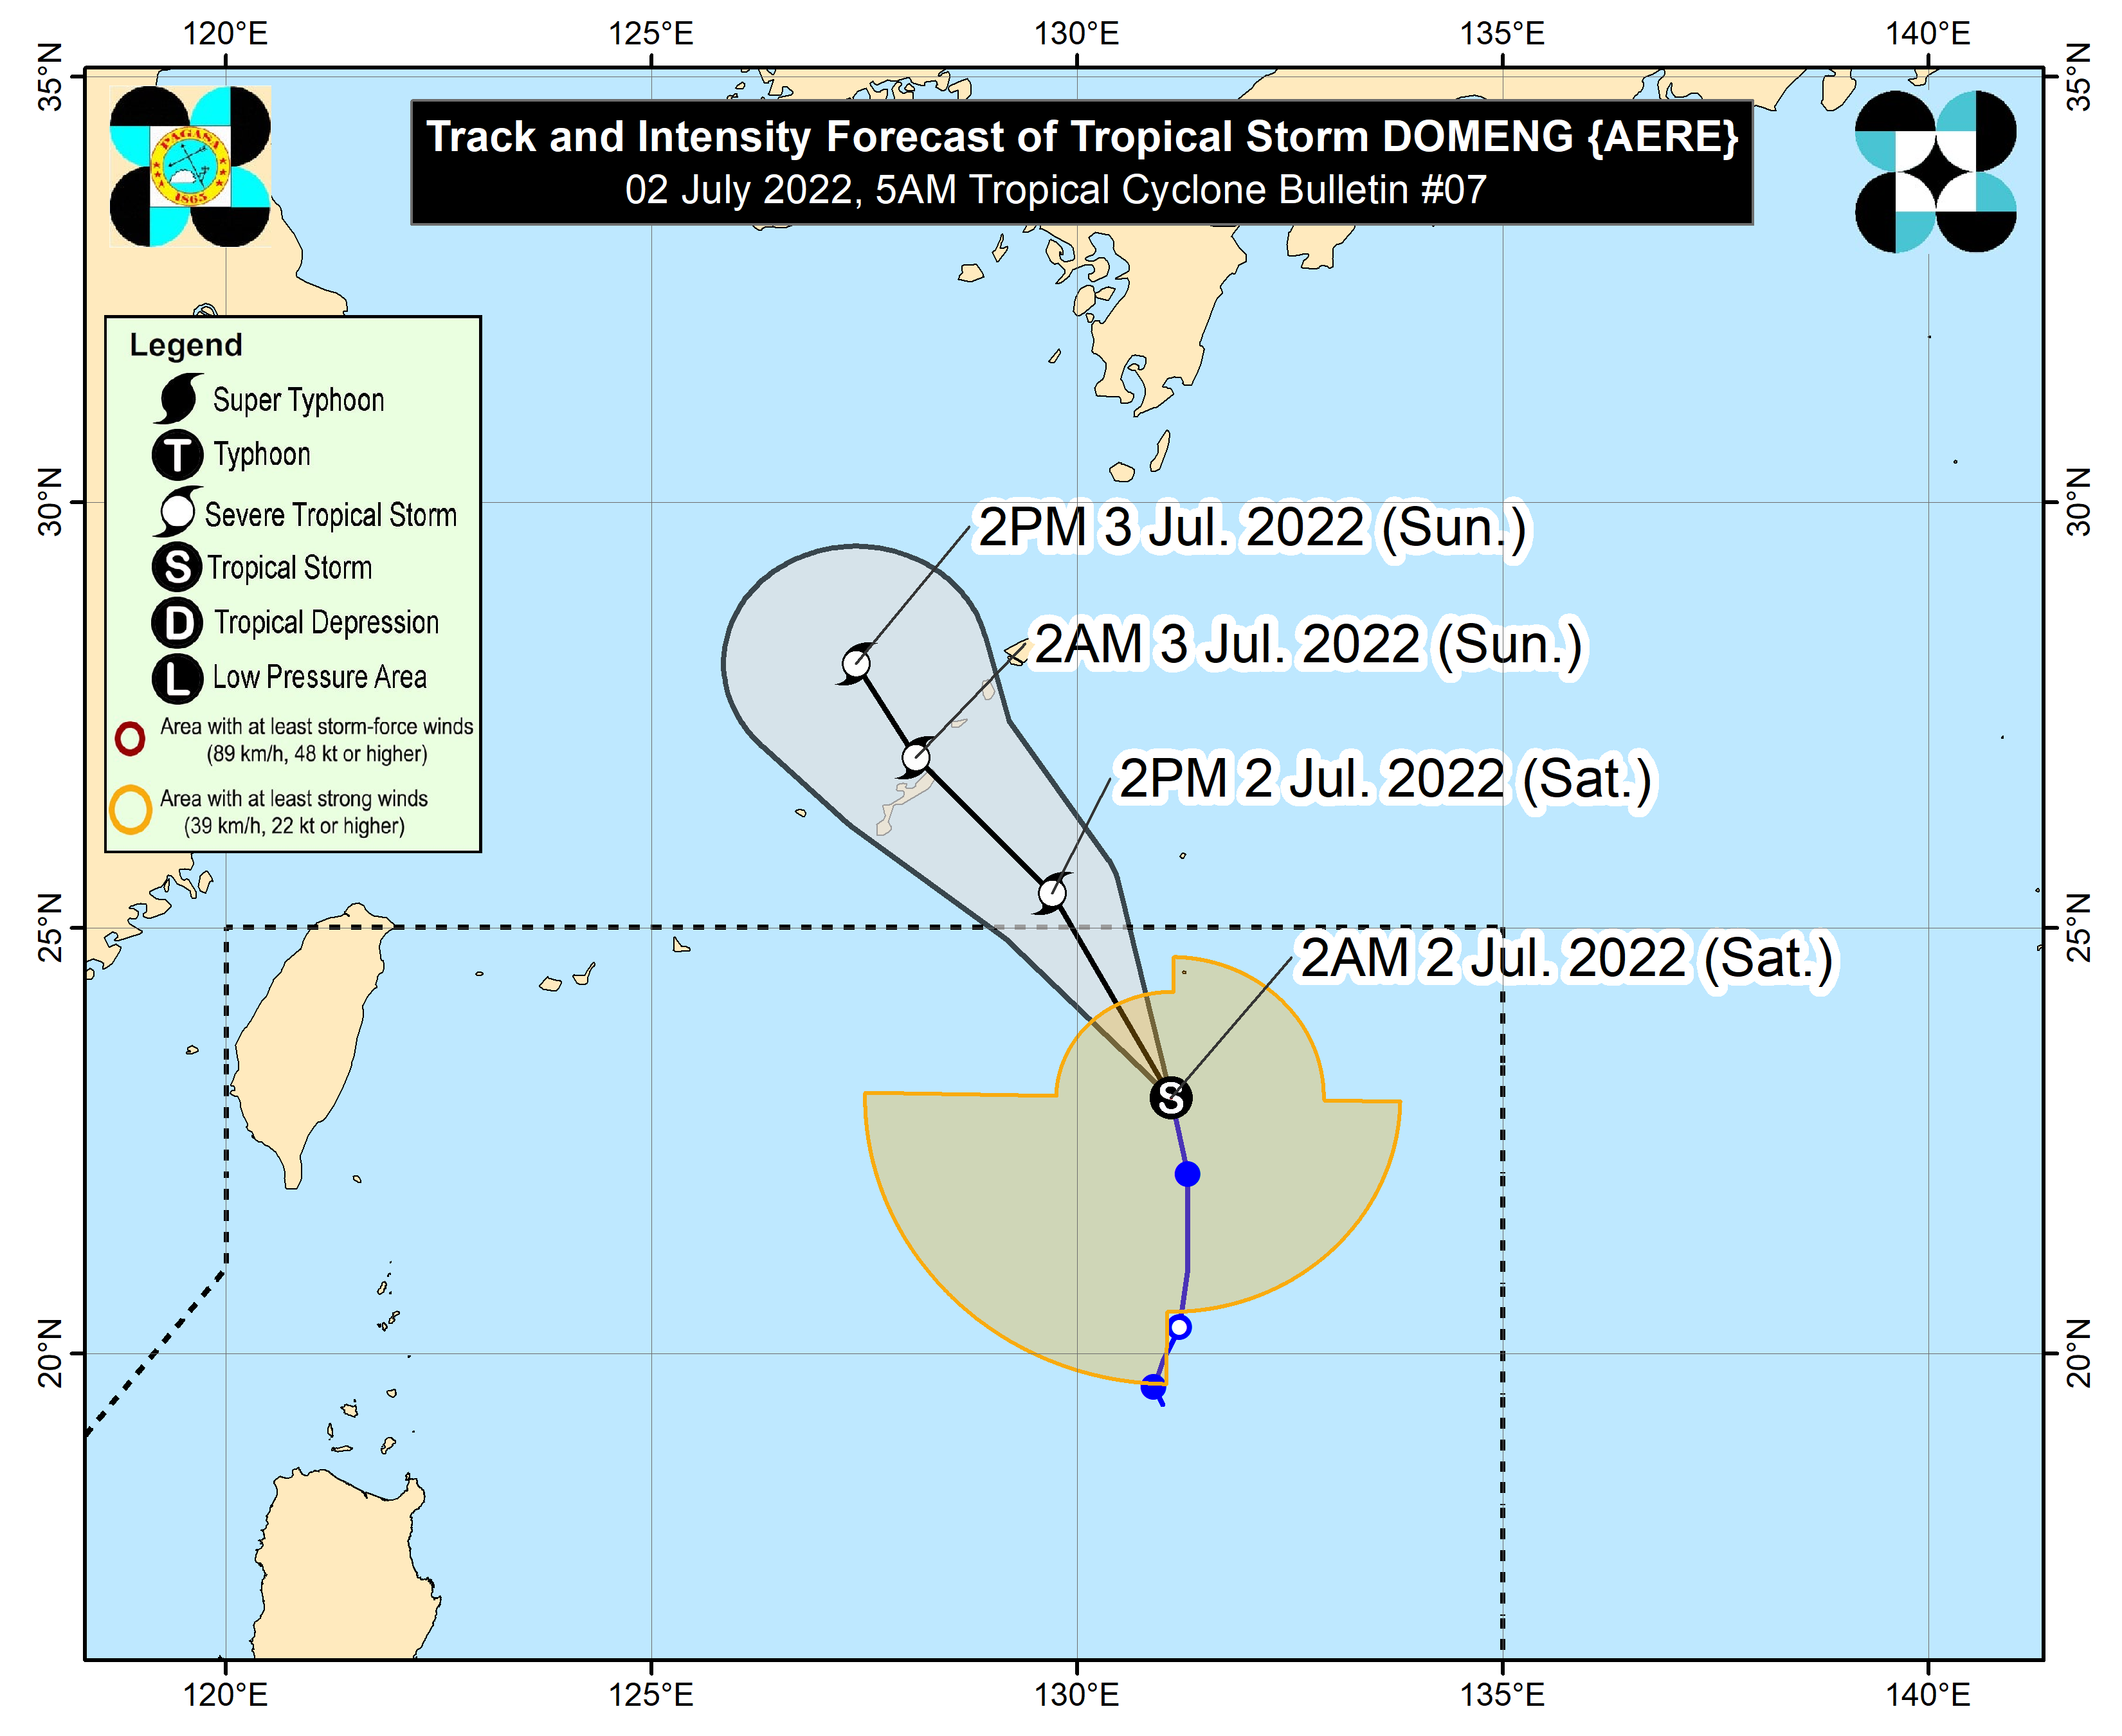 120°E 125°E 130°E 135°E 140°E
35°N 35°N
Track and Intensity Forecast of Tropical Storm DOMENG {AERE}
02 July 2022, 5AM Tropical Cyclone Bulletin #07
PAGASA
1865
Legend
Super Typhoon
T Typhoon
Severe Tropical Storm
S Tropical Storm
D Tropical Depression
L Low Pressure Area
Area with at least storm-force winds
(89 km/h, 48 kt or higher)
Area with at least strong winds
(39 km/h, 22 kt or higher)
30°N 30°N
2PM 3 Jul. 2022 (Sun.)
2AM 3 Jul. 2022 (Sun.)
2PM 2 Jul. 2022 (Sat.)
25°N 25°N
2AM 2 Jul. 2022 (Sat.)
S
20°N 20°N
120°E 125°E 130°E 135°E 140°E